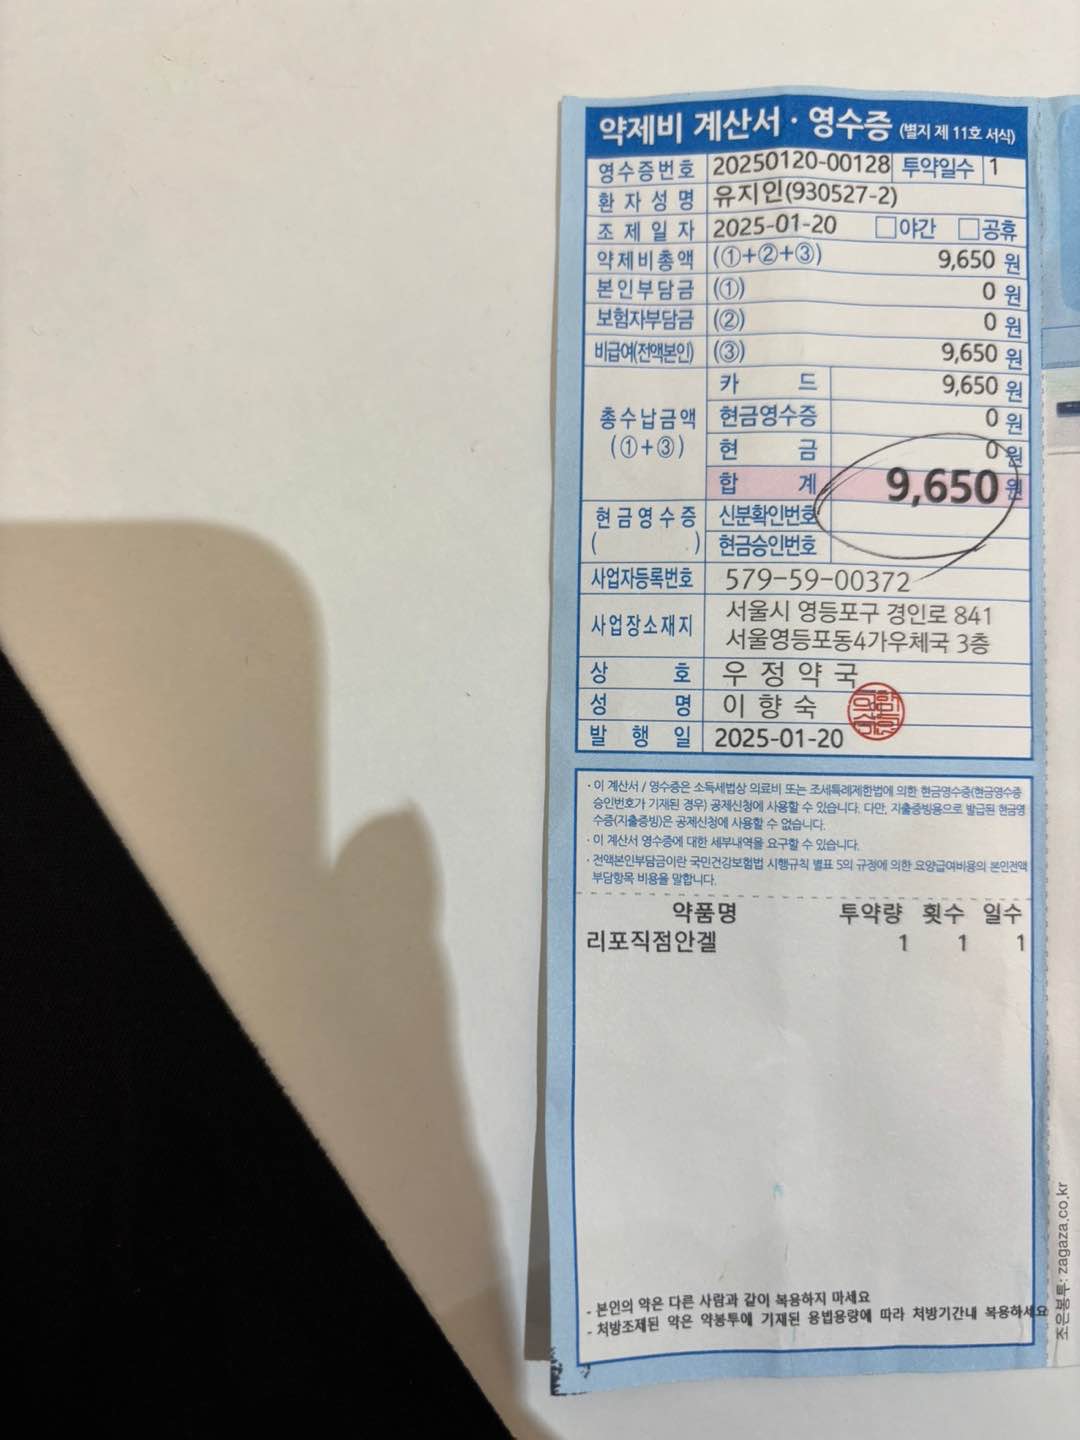 약제비 계산서 · 영수증 (별지 제 11호 서식)
영수증번호 20250120-00128 투약일수 1
환자성명 유지인(930527-2)
조제일자 2025-01-20 □야간 □공휴
약제비총액 (①+②+③) 9,650 원
본인부담금 (①) 0 원
보험자부담금 (②) 0 원
비급여(전액본인) (③) 9,650 원
총수납금액 (①+③)
카드 9,650 원
현금영수증 0 원
현금 0 원
합계 9,650 원
현금영수증 ( ) 신분확인번호
현금승인번호
사업자등록번호 579-59-00372
사업장소재지 서울시 영등포구 경인로 841
서울영등포동4가우체국 3층
상호 우정약국
성명 이향숙
발행일 2025-01-20
· 이 계산서 / 영수증은 소득세법상 의료비 또는 조세특례제한법에 의한 현금영수증(현금영수증
승인번호가 기재된 경우) 공제신청에 사용할 수 있습니다. 다만, 지출증빙용으로 발급된 현금영
수증(지출증빙)은 공제신청에 사용할 수 없습니다.
· 이 계산서 영수증에 대한 세부내역을 요구할 수 있습니다.
· 전액본인부담금이란 국민건강보험법 시행규칙 별표 5의 규정에 의한 요양급여비용의 본인전액
부담항목 비용을 말합니다.
약품명 투약량 횟수 일수
리포직점안겔 1 1 1
- 본인의 약은 다른 사람과 같이 복용하지 마세요
- 처방조제된 약은 약봉투에 기재된 용법용량에 따라 처방기간내 복용하세요
조은봉투: zagaza.co.kr